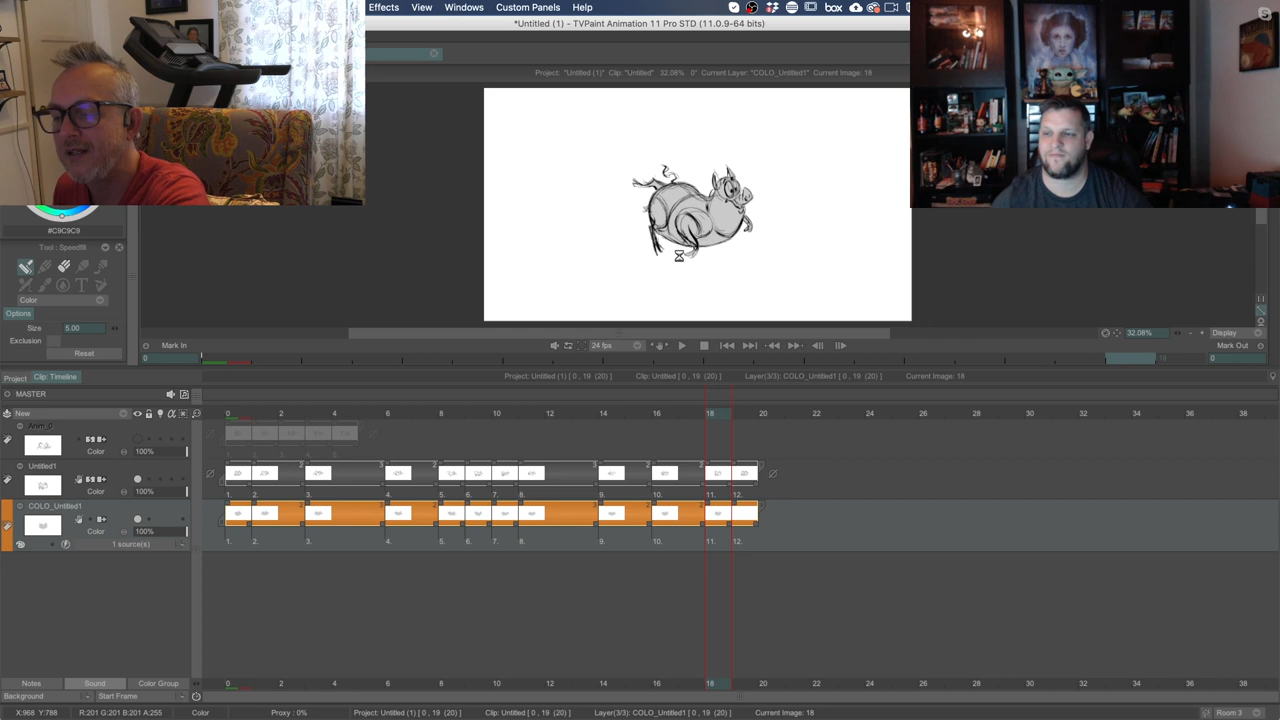 Effects View Windows Custom Panels Help box
*Untitled (1) - TVPaint Animation 11 Pro STD (11.0.9-64 bits)
Project: "Untitled (1)" Clip: "Untitled" 32.08% 0° Current Layer: "COLO_Untitled1" Current Image: 18
#C9C9C9
Tool : Speedfill
Color
Options
Size 5.00
Exclusion
Reset
32.08% Display
Mark In 24 fps Mark Out
0 18 0
Project Clip: Timeline Project: Untitled (1) [ 0 , 19 (20) ] Clip: Untitled [ 0 , 19 (20) ] Layer(3/3): COLO_Untitled1 [ 0 , 19 (20) ] Current Image: 18
MASTER
New 0 2 4 6 8 10 12 14 16 18 20 22 24 26 28 30 32 34 36 38
Anim_0
Color 100%
Untitled1
Color 100% 1. 2. 3. 4. 5. 6. 7. 8. 9. 10. 11. 12.
COLO_Untitled1
Color 100%
1 source(s) 1. 2. 3. 4. 5. 6. 7. 8. 9. 10. 11. 12.
Notes Sound Color Group 0 2 4 6 8 10 12 14 16 18 20 22 24 26 28 30 32 34 36 38
Background Start Frame
X:968 Y:788 R:201 G:201 B:201 A:255 Color Proxy : 0% Project: Untitled (1) [ 0 , 19 (20) ] Clip: Untitled [ 0 , 19 (20) ] Layer(3/3): COLO_Untitled1 [ 0 , 19 (20) ] Current Image: 18 Room 3